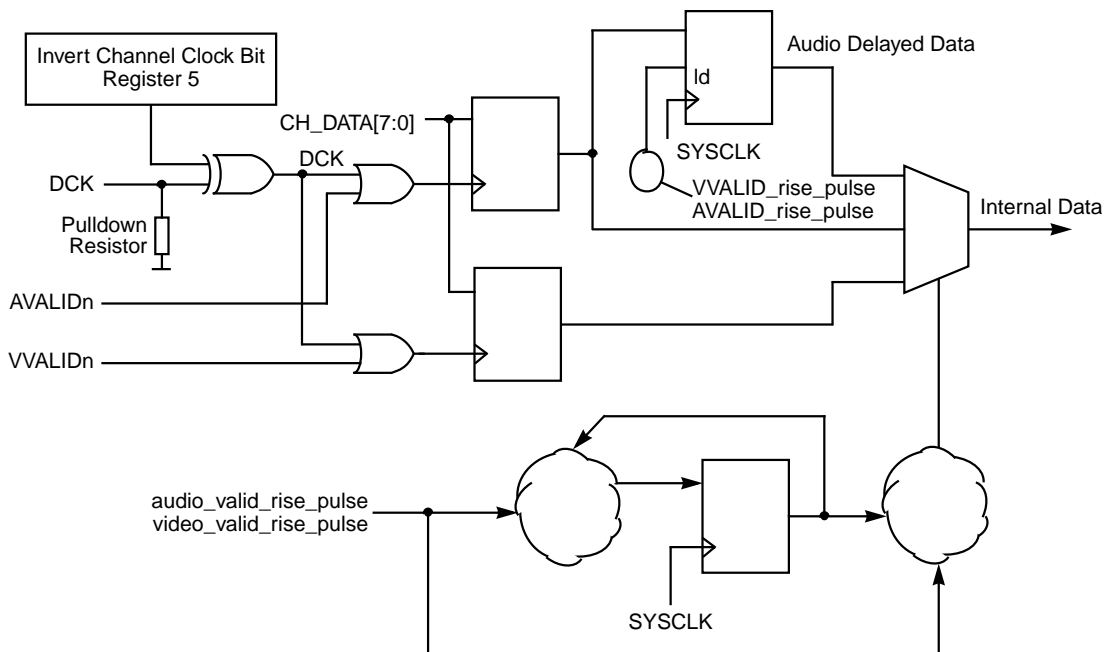 Invert Channel Clock Bit
Register 5
Audio Delayed Data
ld
CH_DATA[7:0]
SYSCLK
DCK
DCK
VVALID_rise_pulse
AVALID_rise_pulse
Internal Data
Pulldown
Resistor
AVALIDn
VVALIDn
audio_valid_rise_pulse
video_valid_rise_pulse
SYSCLK